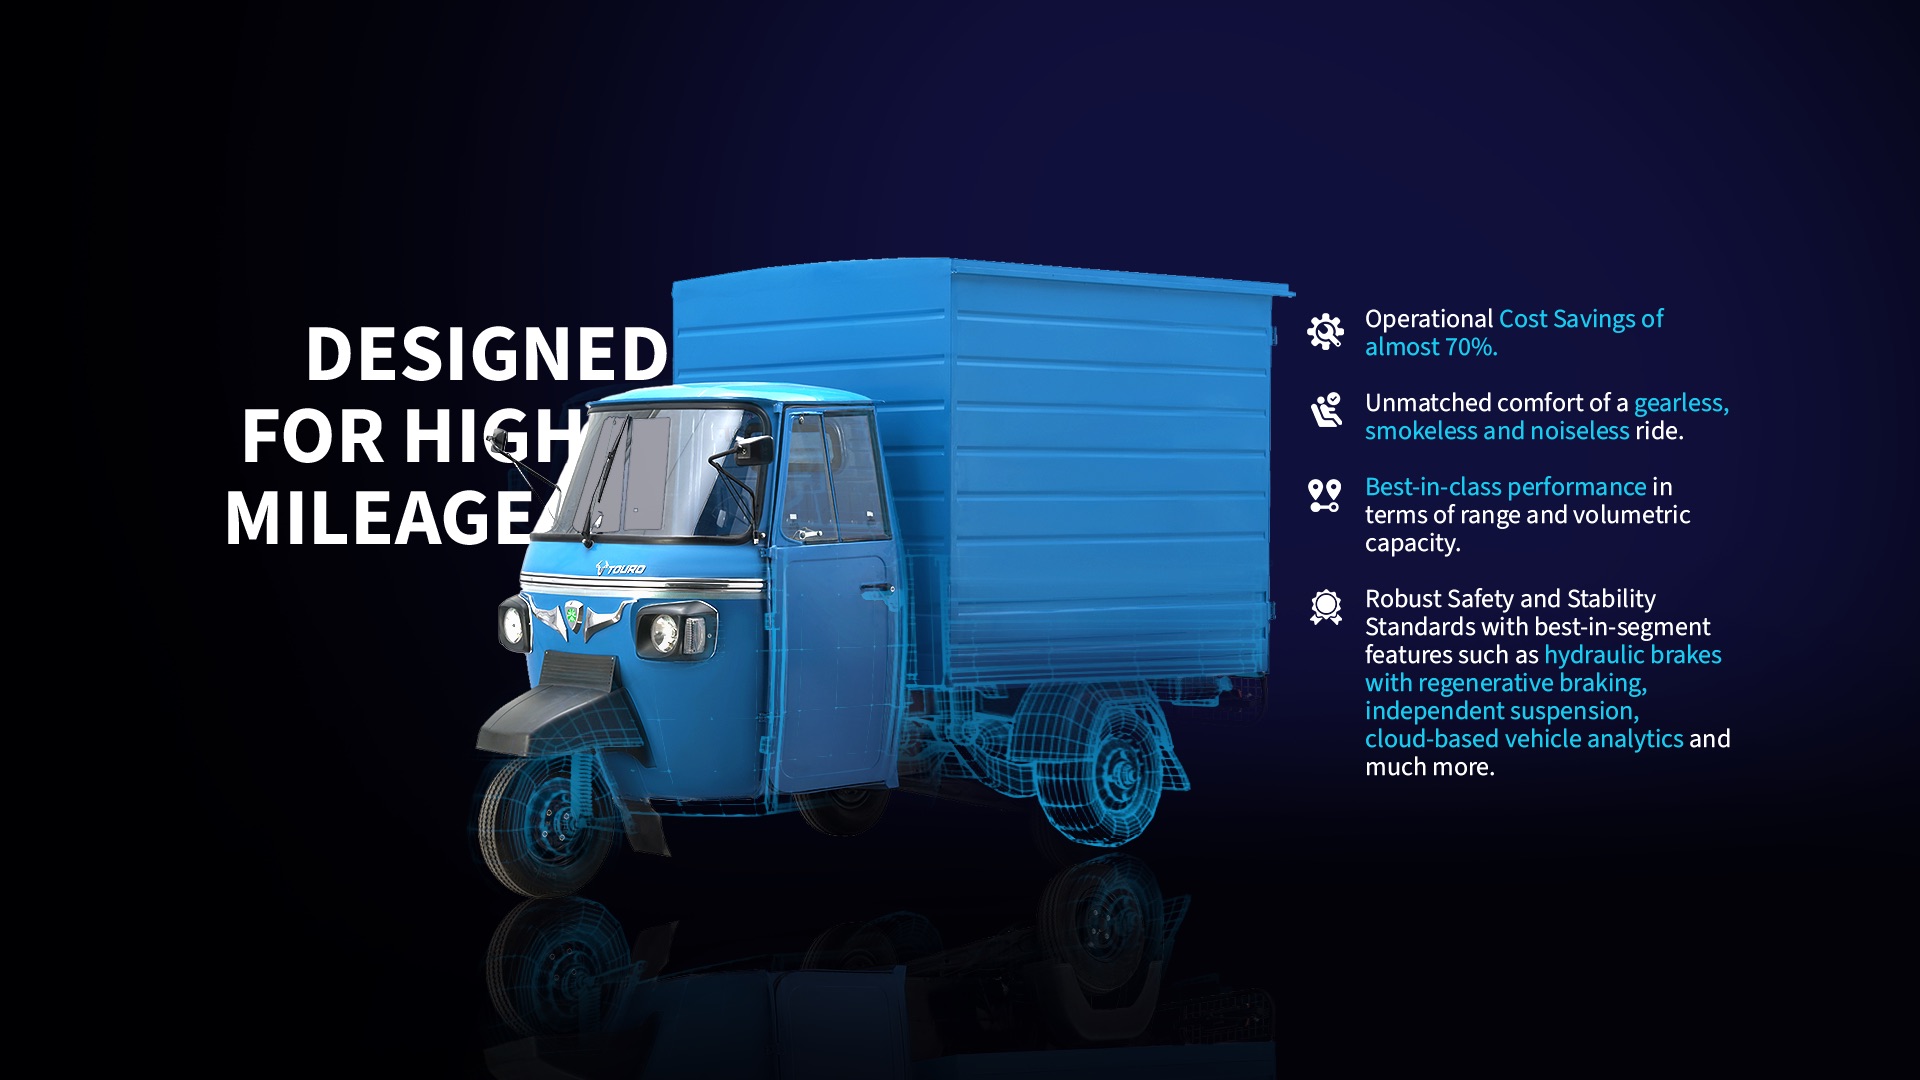 DESIGNED
FOR HIGH
MILEAGE
TOURO
Operational Cost Savings of
almost 70%.
Unmatched comfort of a gearless,
smokeless and noiseless ride.
Best-in-class performance in
terms of range and volumetric
capacity.
Robust Safety and Stability
Standards with best-in-segment
features such as hydraulic brakes
with regenerative braking,
independent suspension,
cloud-based vehicle analytics and
much more.